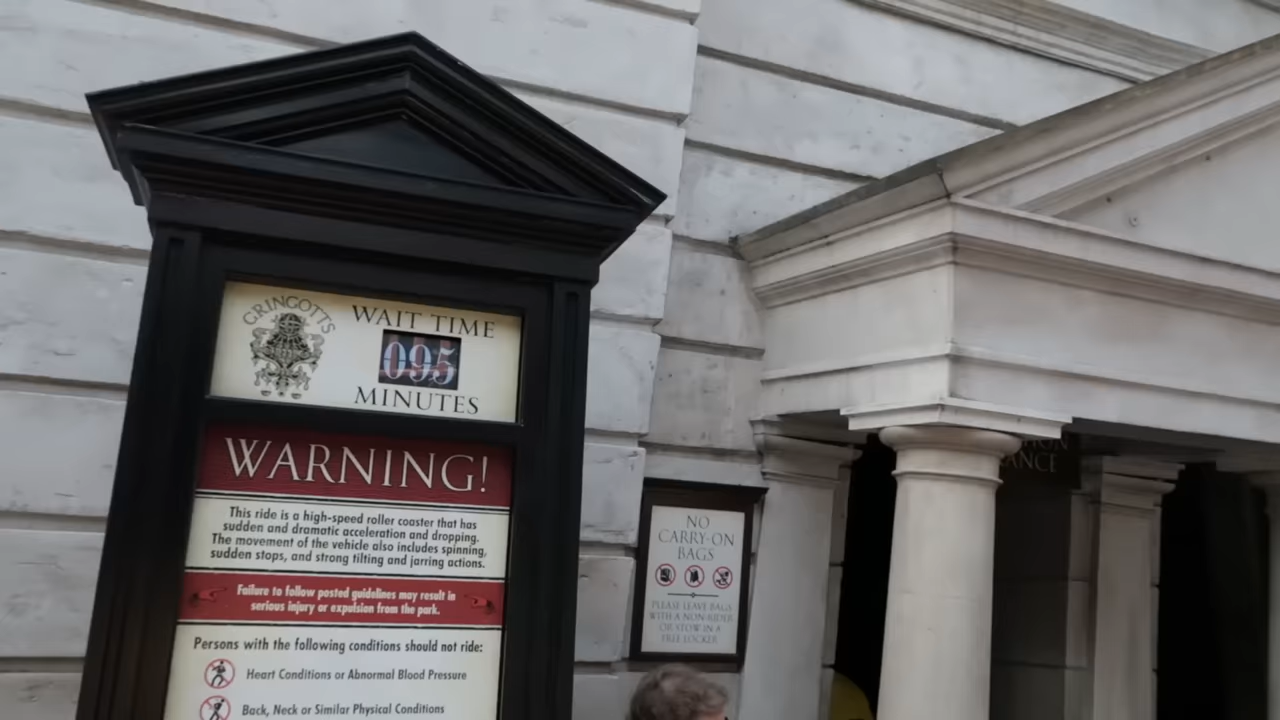 GRINGOTTS
WAIT TIME
095
MINUTES
WARNING!
This ride is a high-speed roller coaster that has
sudden and dramatic acceleration and dropping.
The movement of the vehicle also includes spinning,
sudden stops, and strong tilting and jarring actions.
Failure to follow posted guidelines may result in
serious injury or expulsion from the park.
Persons with the following conditions should not ride:
Heart Conditions or Abnormal Blood Pressure
Back, Neck or Similar Physical Conditions
NO
CARRY-ON
BAGS
PLEASE LEAVE BAGS
WITH A NON-RIDER
OR STOW IN A
FREE LOCKER